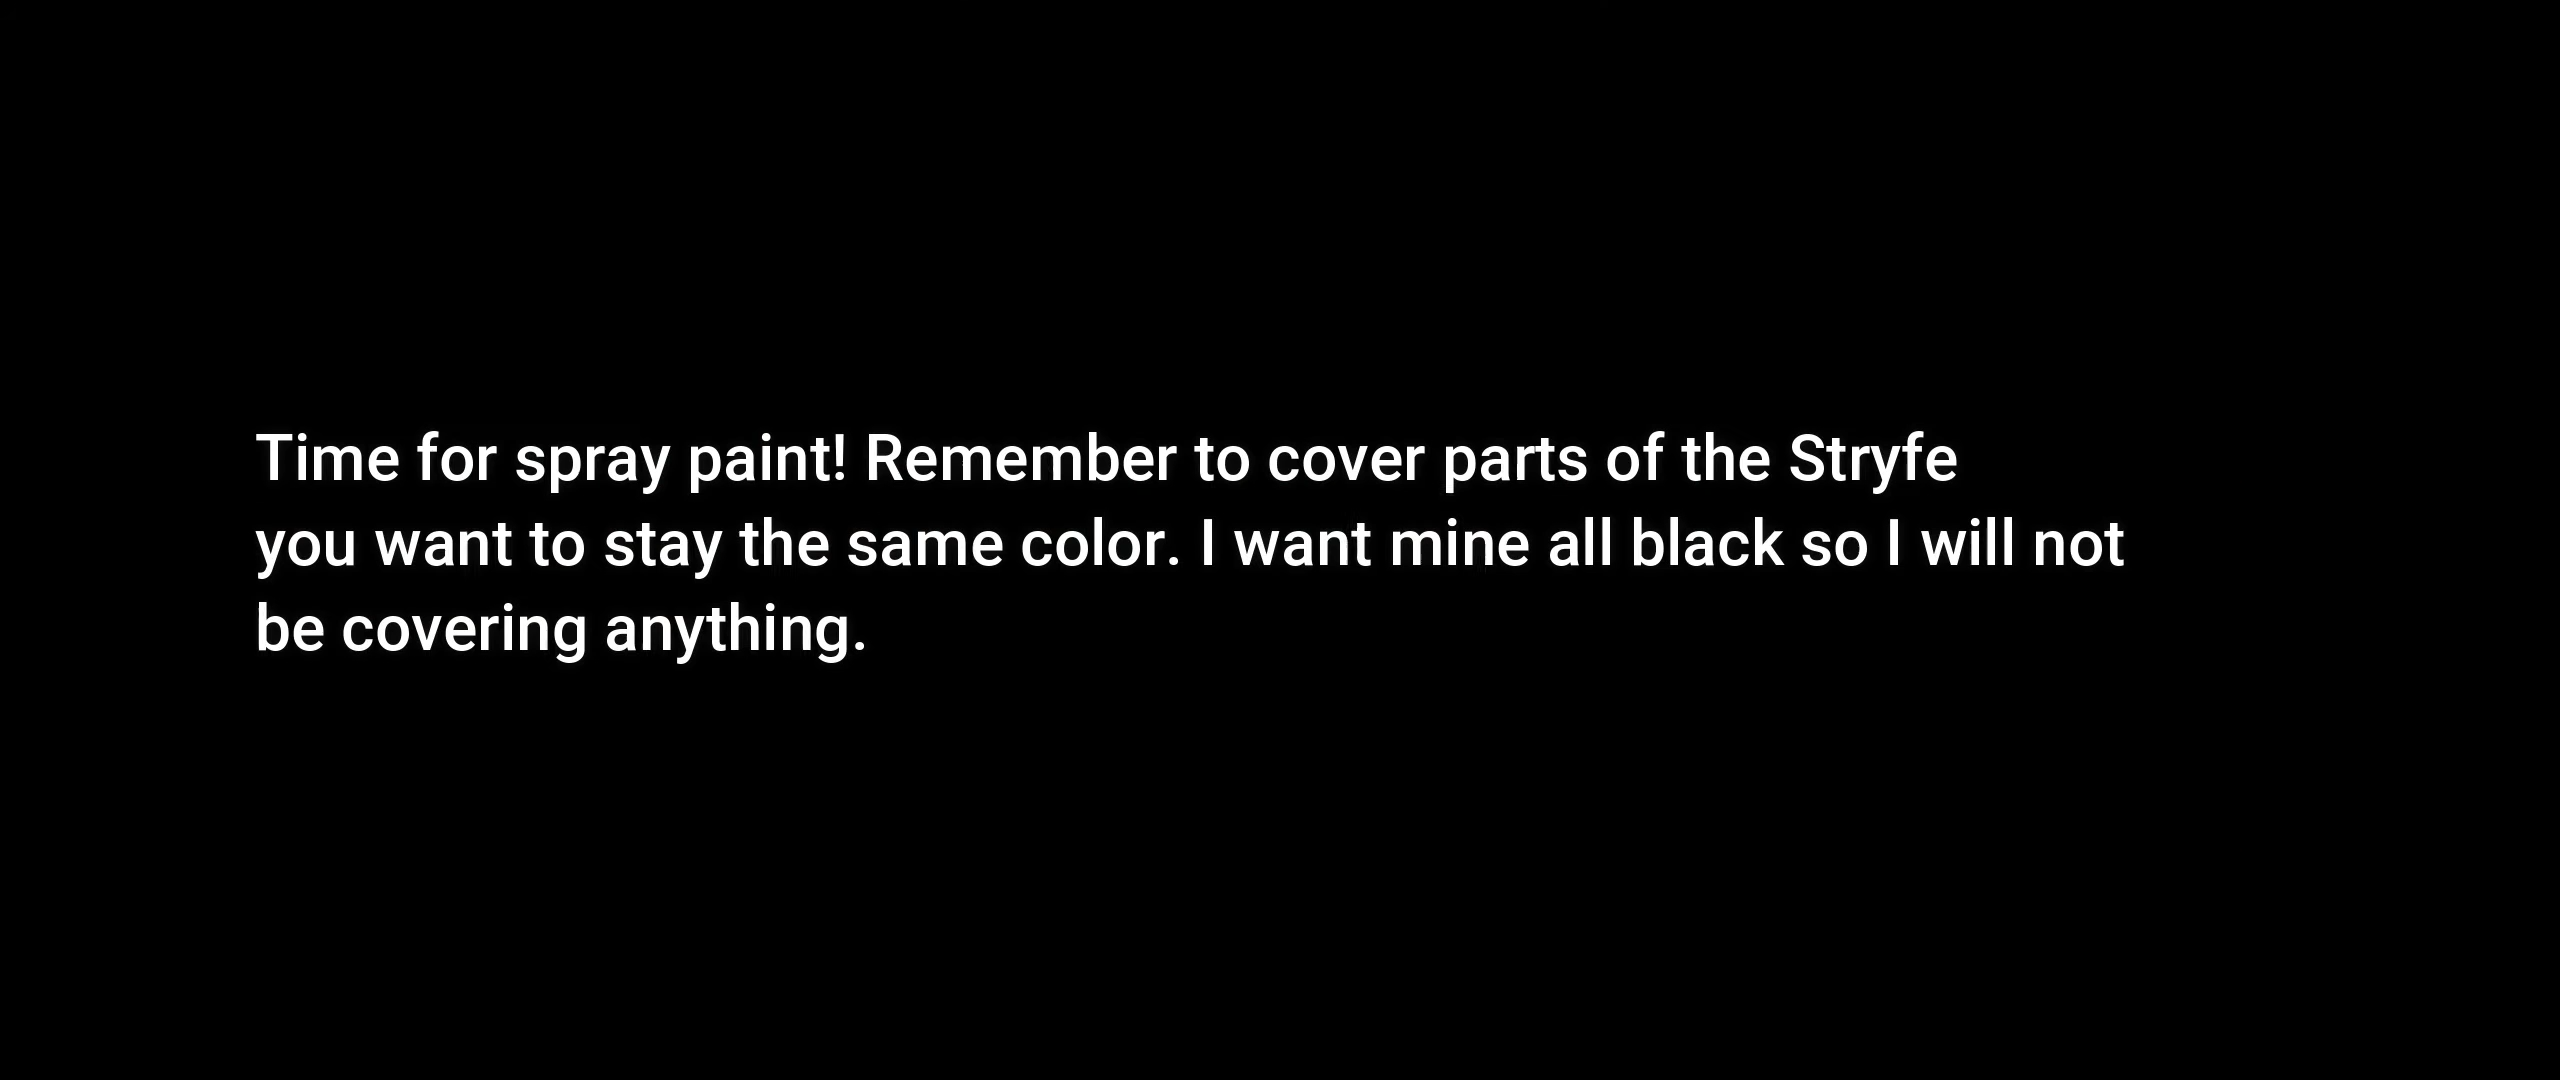 Time for spray paint! Remember to cover parts of the Stryfe
you want to stay the same color. I want mine all black so I will not
be covering anything.